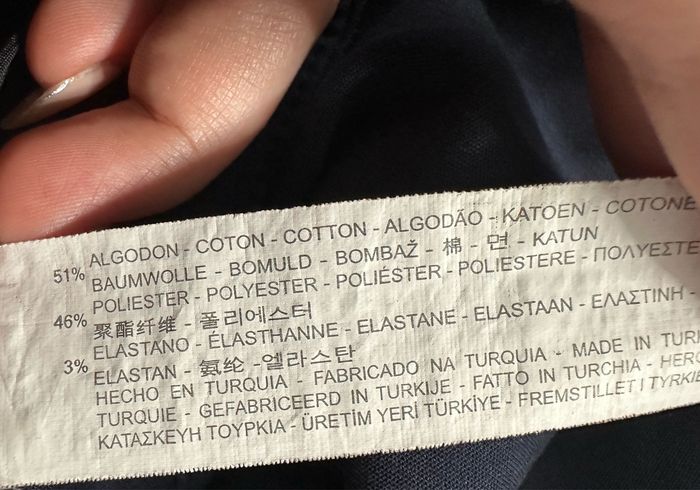 51% ALGODON - COTON - COTTON - ALGODÃO - KATOEN - COTONE
BAUMWOLLE - BOMULD - BOMBAŽ - 棉 - 면 - KATUN
46% POLIESTER - POLYESTER - POLIÉSTER - POLIESTERE - ΠΟΛΥΕΣΤΕ
聚酯纤维 - 폴리에스터
3% ELASTANO - ÉLASTHANNE - ELASTANE - ELASTAAN - ΕΛΑΣΤΙΝΗ -
ELASTAN - 氨纶 -엘라스탄
HECHO EN TURQUIA - FABRICADO NA TURQUIA - MADE IN TUR
TURQUIE - GEFABRICEERD IN TURKIJE - FATTO IN TURCHIA - HERG
ΚΑΤΑΣΚΕΥΗ ΤΟΥΡΚΙΑ - ÜRETİM YERİ TÜRKİYE - FREMSTILLET I TYRKIE